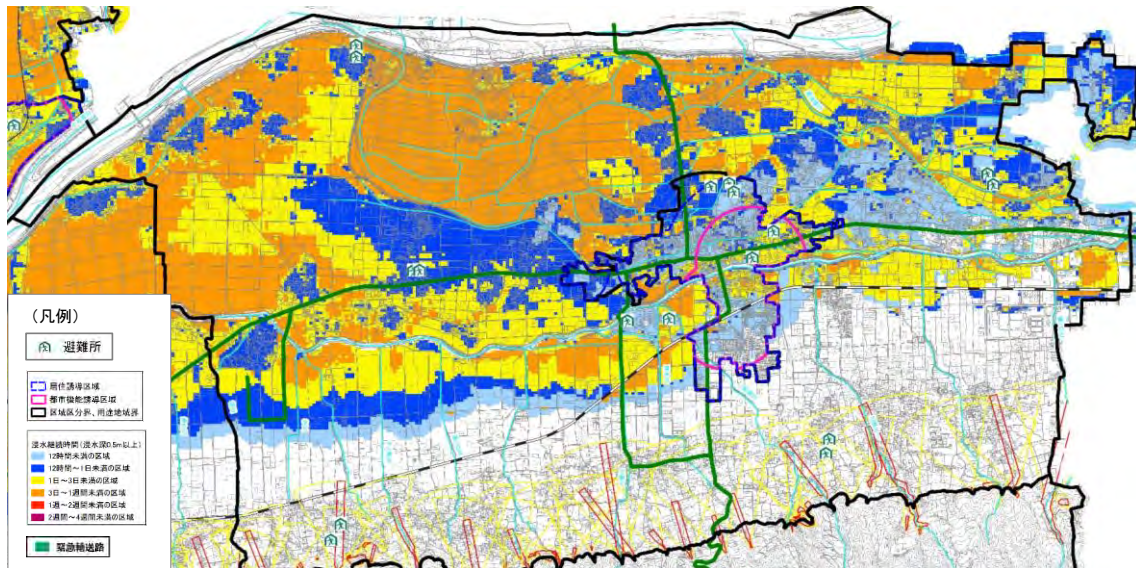 (凡例)
避難所
居住誘導区域
都市機能誘導区域
区域区分界、用途地域界
浸水継続時間(浸水深0.5m以上)
12時間未満の区域
12時間~1日未満の区域
1日~3日未満の区域
3日~1週間未満の区域
1週~2週間未満の区域
2週間~4週間未満の区域
緊急輸送路